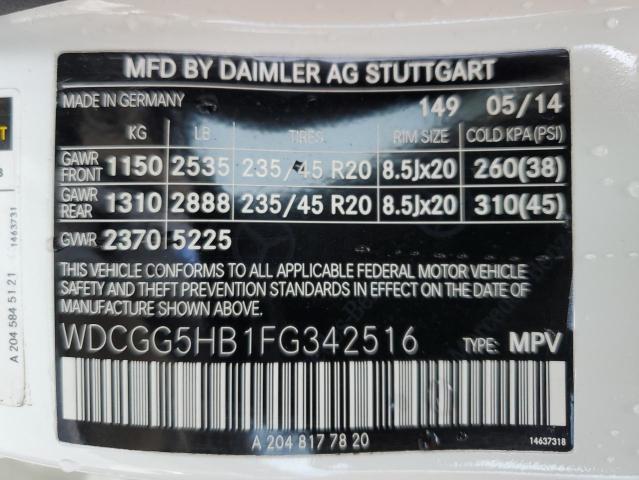 MFD BY DAIMLER AG STUTTGART
MADE IN GERMANY 149 05/14
KG LB TIRES RIM SIZE COLD KPA(PSI)
GAWR FRONT 1150 2535 235/45 R20 8.5Jx20 260(38)
GAWR REAR 1310 2888 235/45 R20 8.5Jx20 310(45)
GVWR 2370 5225
THIS VEHICLE CONFORMS TO ALL APPLICABLE FEDERAL MOTOR VEHICLE
SAFETY AND THEFT PREVENTION STANDARDS IN EFFECT ON THE DATE OF
MANUFACTURE SHOWN ABOVE.
WDCGG5HB1FG342516 TYPE: MPV
A 204 817 78 20
14637318
A 204 584 51 21
1463731